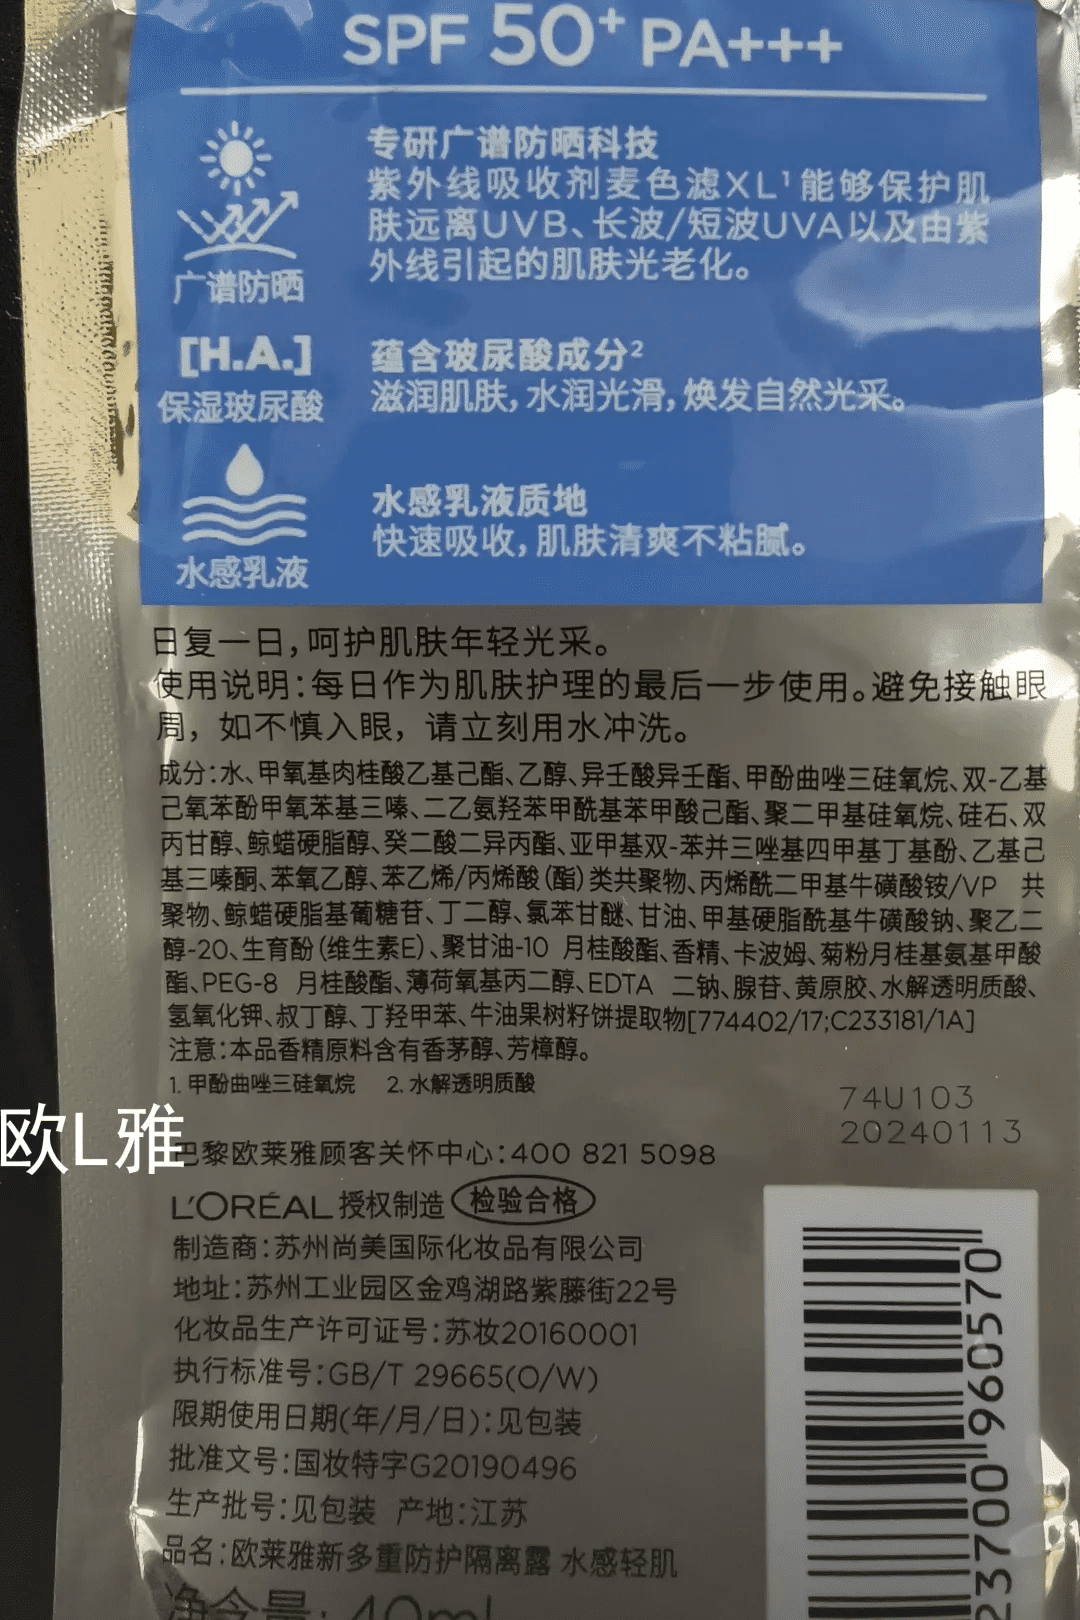 SPF 50+ PA+++
专研广谱防晒科技
紫外线吸收剂麦色滤XL¹能够保护肌
肤远离UVB、长波/短波UVA以及由紫
外线引起的肌肤光老化。
广谱防晒
[H.A.]
保湿玻尿酸
蕴含玻尿酸成分²
滋润肌肤,水润光滑,焕发自然光采。
水感乳液质地
快速吸收,肌肤清爽不粘腻。
水感乳液
日复一日,呵护肌肤年轻光采。
使用说明:每日作为肌肤护理的最后一步使用。避免接触眼
周，如不慎入眼，请立刻用水冲洗。
成分:水、甲氧基肉桂酸乙基己酯、乙醇、异壬酸异壬酯、甲酚曲唑三硅氧烷、双-乙基
己氧苯酚甲氧苯基三嗪、二乙氨羟苯甲酰基苯甲酸己酯、聚二甲基硅氧烷、硅石、双
丙甘醇、鲸蜡硬脂醇、癸二酸二异丙酯、亚甲基双-苯并三唑基四甲基丁基酚、乙基己
基三嗪酮、苯氧乙醇、苯乙烯/丙烯酸(酯)类共聚物、丙烯酰二甲基牛磺酸铵/VP 共
聚物、鲸蜡硬脂基葡糖苷、丁二醇、氯苯甘醚、甘油、甲基硬脂酰基牛磺酸钠、聚乙二
醇-20、生育酚(维生素E)、聚甘油-10 月桂酸酯、香精、卡波姆、菊粉月桂基氨基甲酸
酯、PEG-8 月桂酸酯、薄荷氧基丙二醇、EDTA 二钠、腺苷、黄原胶、水解透明质酸、
氢氧化钾、叔丁醇、丁羟甲苯、牛油果树籽饼提取物[774402/17;C233181/1A]
注意:本品香精原料含有香茅醇、芳樟醇。
1. 甲酚曲唑三硅氧烷 2. 水解透明质酸
74U103
20240113
欧L雅
巴黎欧莱雅顾客关怀中心:400 821 5098
L'ORÉAL 授权制造 检验合格
制造商:苏州尚美国际化妆品有限公司
地址:苏州工业园区金鸡湖路紫藤街22号
化妆品生产许可证号:苏妆20160001
执行标准号:GB/T 29665(O/W)
限期使用日期(年/月/日):见包装
批准文号:国妆特字G20190496
生产批号:见包装 产地:江苏
品名:欧莱雅新多重防护隔离露 水感轻肌
净含量: 40ml
23700 960570